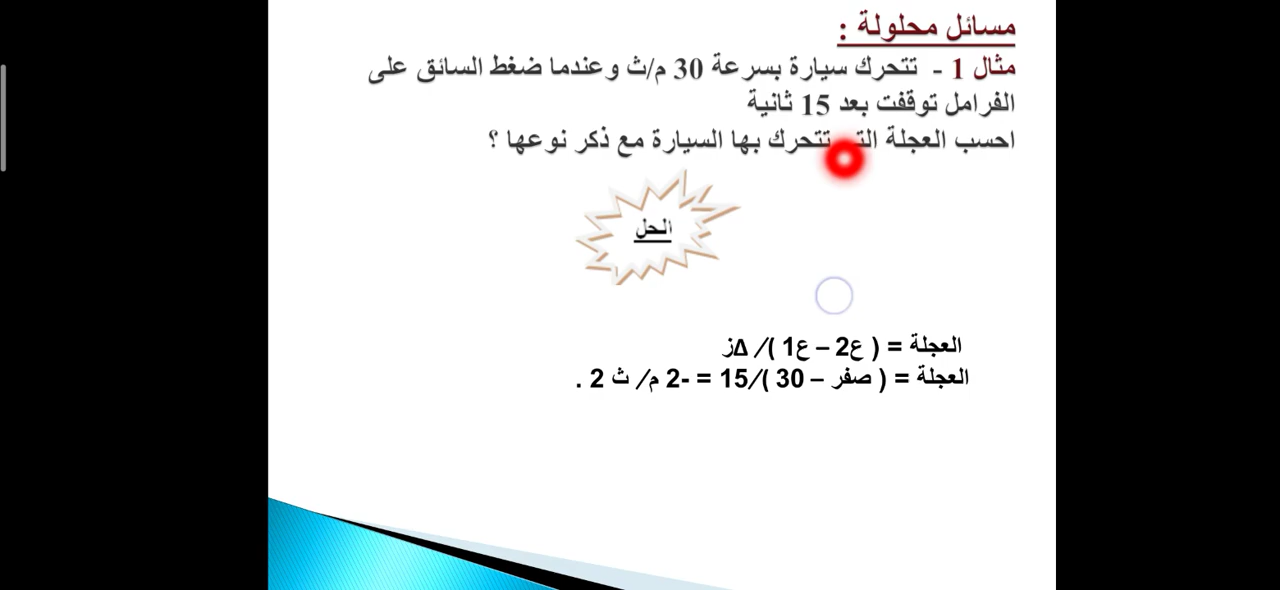 مسائل محلولة :
مثال 1 - تتحرك سيارة بسرعة 30 م/ث وعندما ضغط السائق على
الفرامل توقفت بعد 15 ثانية
احسب العجلة تتحرك بها السيارة مع ذكر نوعها ؟
الحل
العجلة = ( ع2 – ع1 )/ Δز
العجلة = ( صفر – 30 )/15 = -2 م/ ث 2 .